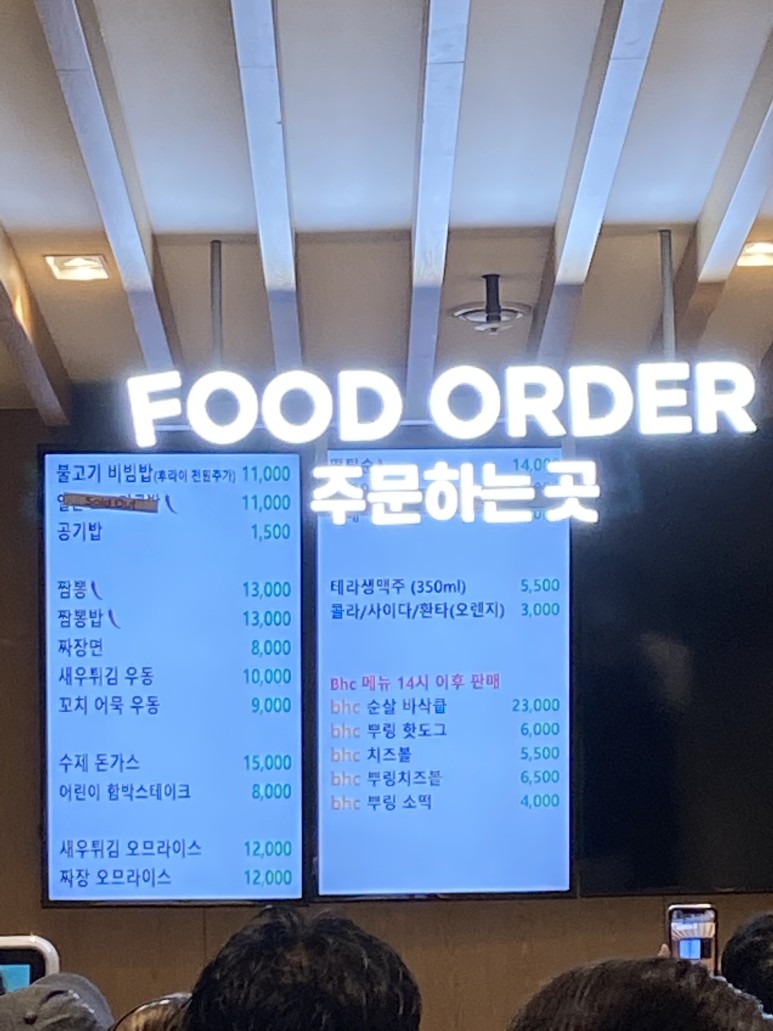 FOOD ORDER
주문하는곳
불고기 비빔밥(후라이 전원추가) 11,000
Sold Out 11,000
공기밥 1,500
짬뽕 13,000
짬뽕밥 13,000
짜장면 8,000
새우튀김 우동 10,000
꼬치 어묵 우동 9,000
수제 돈가스 15,000
어린이 함박스테이크 8,000
새우튀김 오므라이스 12,000
짜장 오므라이스 12,000
14,000
테라생맥주 (350ml) 5,500
콜라/사이다/환타(오렌지) 3,000
Bhc 메뉴 14시 이후 판매
bhc 순살 바삭클 23,000
bhc 뿌링 핫도그 6,000
bhc 치즈볼 5,500
bhc 뿌링치즈볼 6,500
bhc 뿌링 소떡 4,000